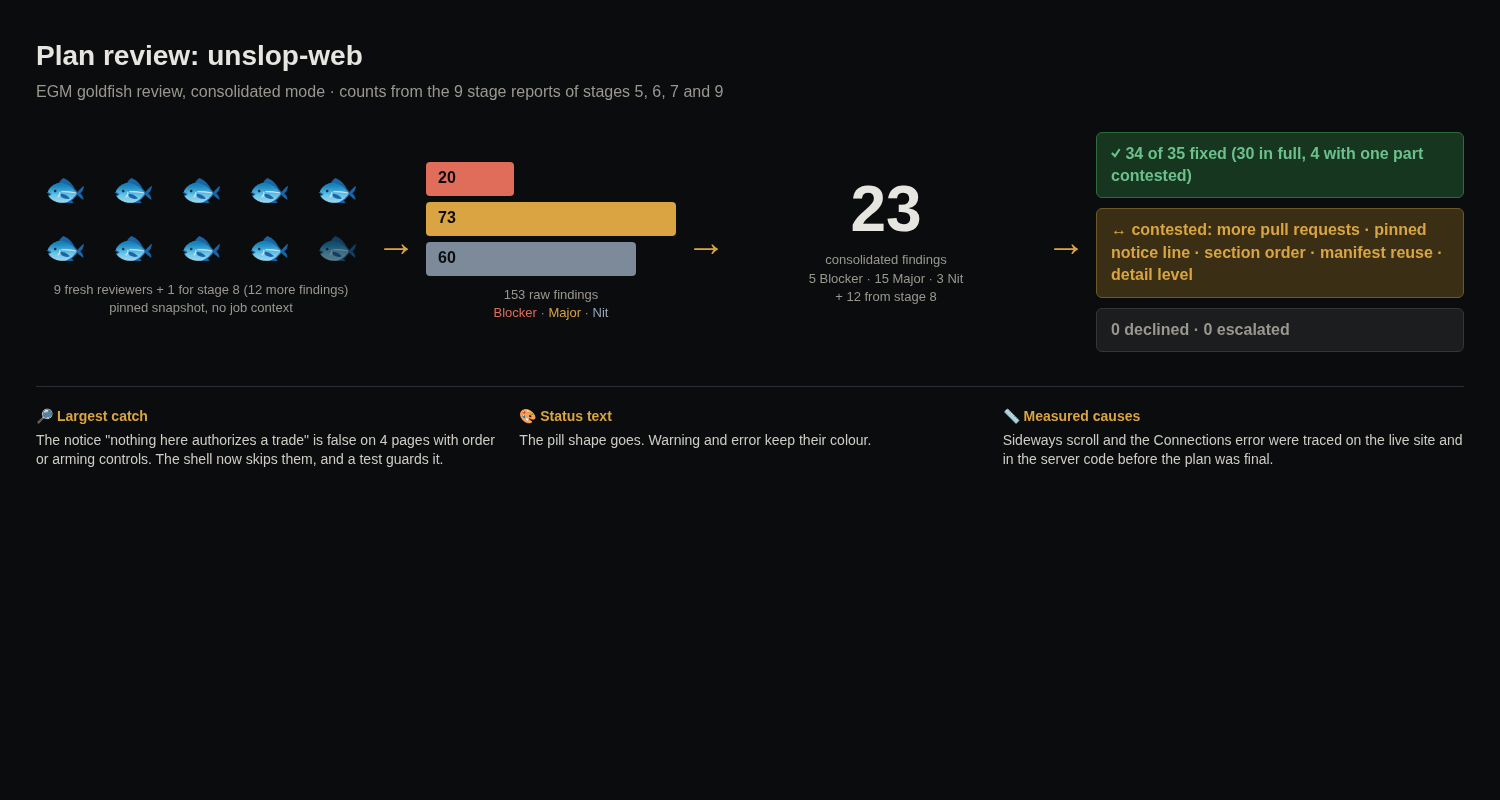 Plan review: unslop-web
EGM goldfish review, consolidated mode · counts from the 9 stage reports of stages 5, 6, 7 and 9
9 fresh reviewers + 1 for stage 8 (12 more findings)
pinned snapshot, no job context
→
20
73
60
153 raw findings
Blocker · Major · Nit
→
23
consolidated findings
5 Blocker · 15 Major · 3 Nit
+ 12 from stage 8
→
✓ 34 of 35 fixed (30 in full, 4 with one part
contested)
↔ contested: more pull requests · pinned
notice line · section order · manifest reuse ·
detail level
0 declined · 0 escalated
🔎 Largest catch
The notice "nothing here authorizes a trade" is false on 4 pages with order
or arming controls. The shell now skips them, and a test guards it.
🎨 Status text
The pill shape goes. Warning and error keep their colour.
📏 Measured causes
Sideways scroll and the Connections error were traced on the live site and
in the server code before the plan was final.